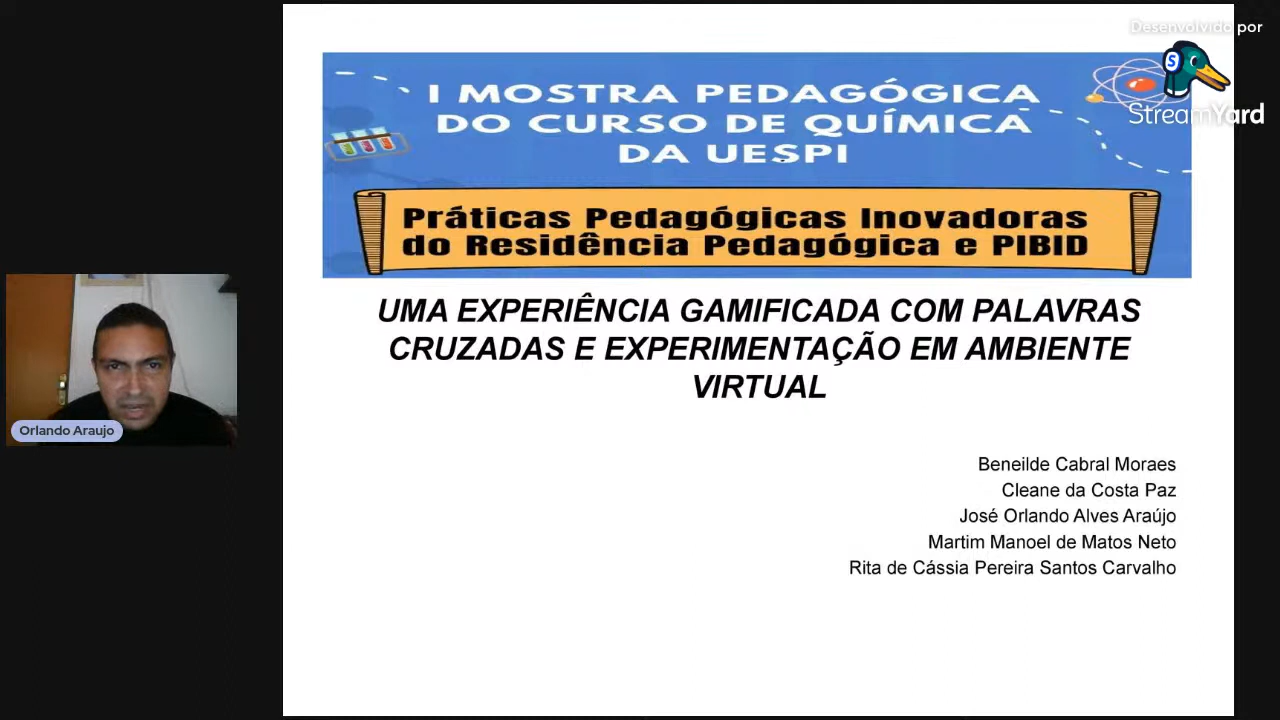 Desenvolvido por
StreamYard
I MOSTRA PEDAGÓGICA
DO CURSO DE QUÍMICA
DA UESPI
Práticas Pedagógicas Inovadoras
do Residência Pedagógica e PIBID
UMA EXPERIÊNCIA GAMIFICADA COM PALAVRAS
CRUZADAS E EXPERIMENTAÇÃO EM AMBIENTE
VIRTUAL
Orlando Araujo
Beneilde Cabral Moraes
Cleane da Costa Paz
José Orlando Alves Araújo
Martim Manoel de Matos Neto
Rita de Cássia Pereira Santos Carvalho